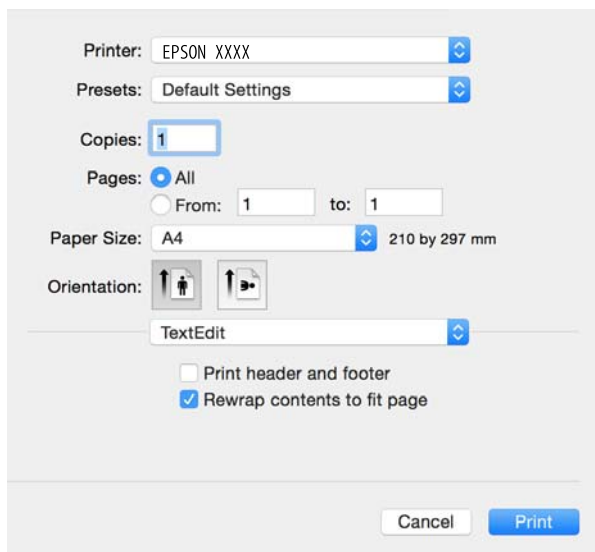 Printer: EPSON XXXX
Presets: Default Settings
Copies: 1
Pages: All
From: 1 to: 1
Paper Size: A4 210 by 297 mm
Orientation:
TextEdit
Print header and footer
Rewrap contents to fit page
Cancel Print